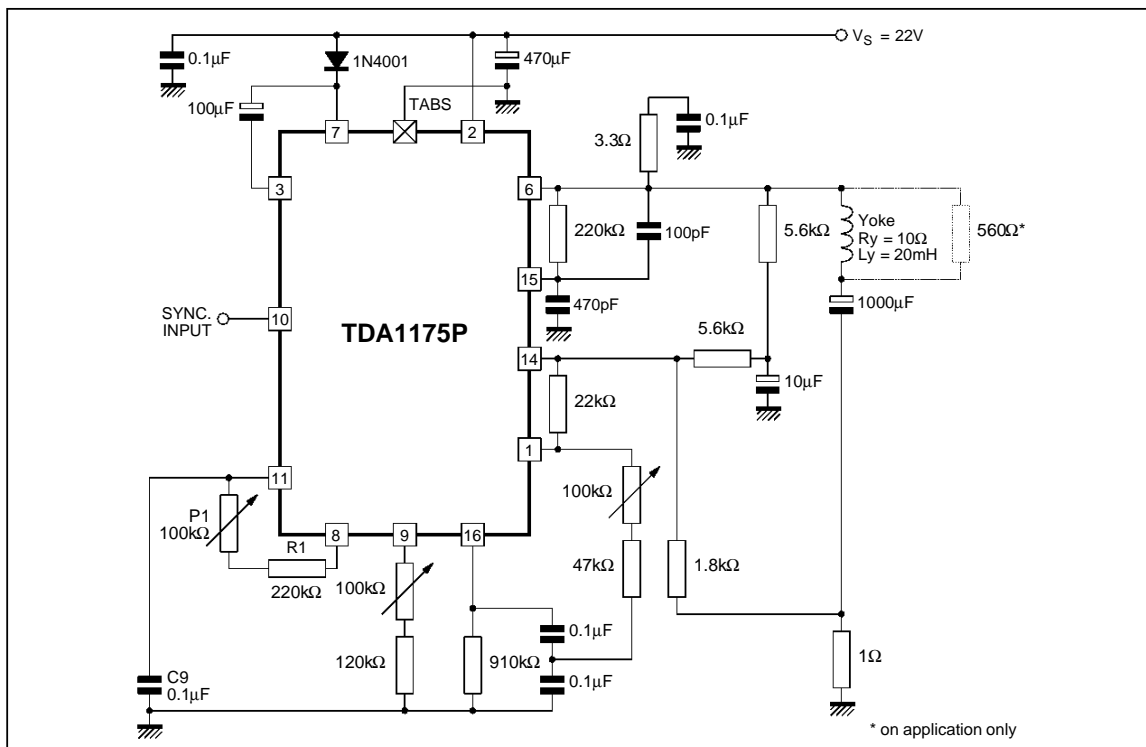 V_S = 22V
0.1µF
1N4001
470µF
100µF
TABS
0.1µF
3.3Ω
7
2
3
6
220kΩ
100pF
5.6kΩ
Yoke
Ry = 10Ω
Ly = 20mH
560Ω*
15
470pF
1000µF
SYNC.
INPUT
10
TDA1175P
14
5.6kΩ
10µF
22kΩ
1
11
P1
100kΩ
100kΩ
8
9
16
R1
220kΩ
100kΩ
47kΩ
1.8kΩ
0.1µF
120kΩ
910kΩ
1Ω
C9
0.1µF
0.1µF
* on application only